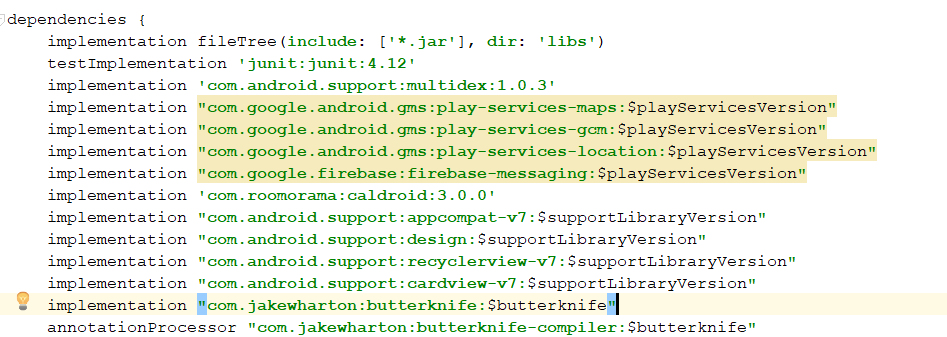 dependencies {
implementation fileTree(include: ['*.jar'], dir: 'libs')
testImplementation 'junit:junit:4.12'
implementation 'com.android.support:multidex:1.0.3'
implementation "com.google.android.gms:play-services-maps:$playServicesVersion"
implementation "com.google.android.gms:play-services-gcm:$playServicesVersion"
implementation "com.google.android.gms:play-services-location:$playServicesVersion"
implementation "com.google.firebase:firebase-messaging:$playServicesVersion"
implementation 'com.roomorama:caldroid:3.0.0'
implementation "com.android.support:appcompat-v7:$supportLibraryVersion"
implementation "com.android.support:design:$supportLibraryVersion"
implementation "com.android.support:recyclerview-v7:$supportLibraryVersion"
implementation "com.android.support:cardview-v7:$supportLibraryVersion"
implementation "com.jakewharton:butterknife:$butterknife"
annotationProcessor "com.jakewharton:butterknife-compiler:$butterknife"